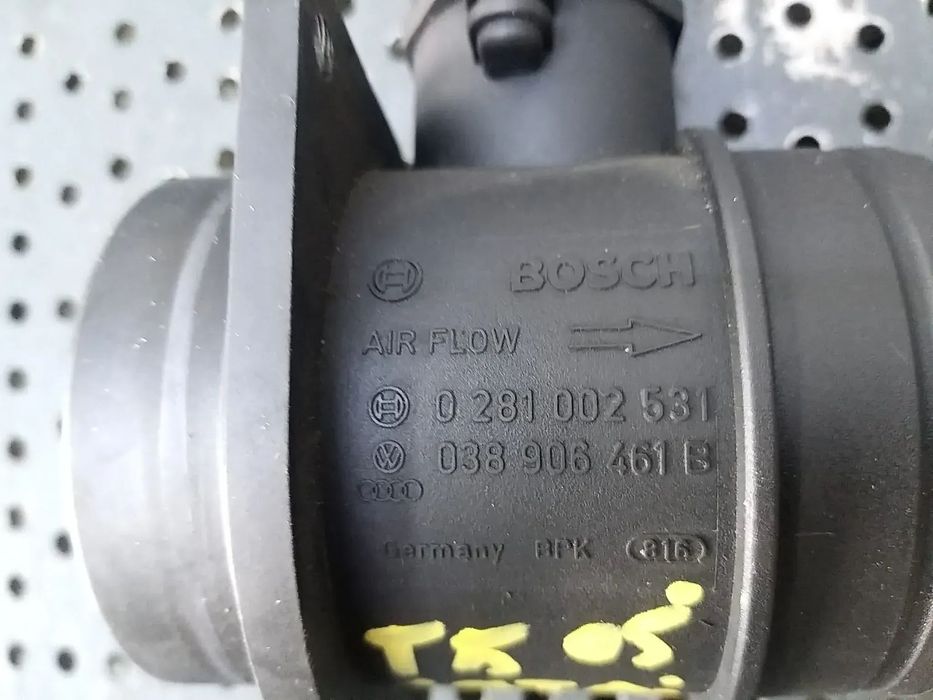 BOSCH
AIR FLOW
0 281 002 531
038 906 461 B
Germany BPK 816